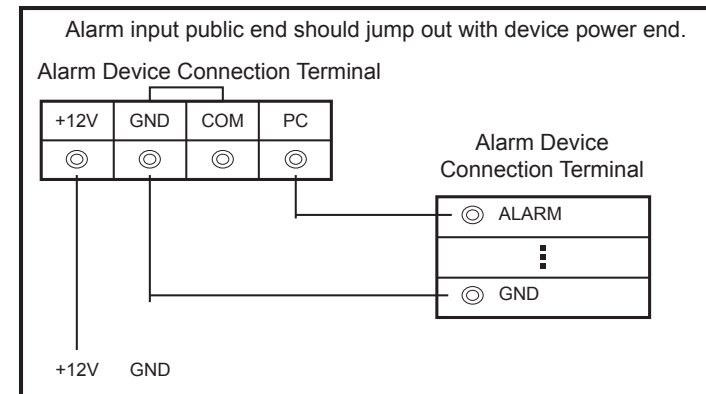 Alarm input public end should jump out with device power end.
Alarm Device Connection Terminal
+12V GND COM PC
Alarm Device
Connection Terminal
ALARM
GND
+12V GND